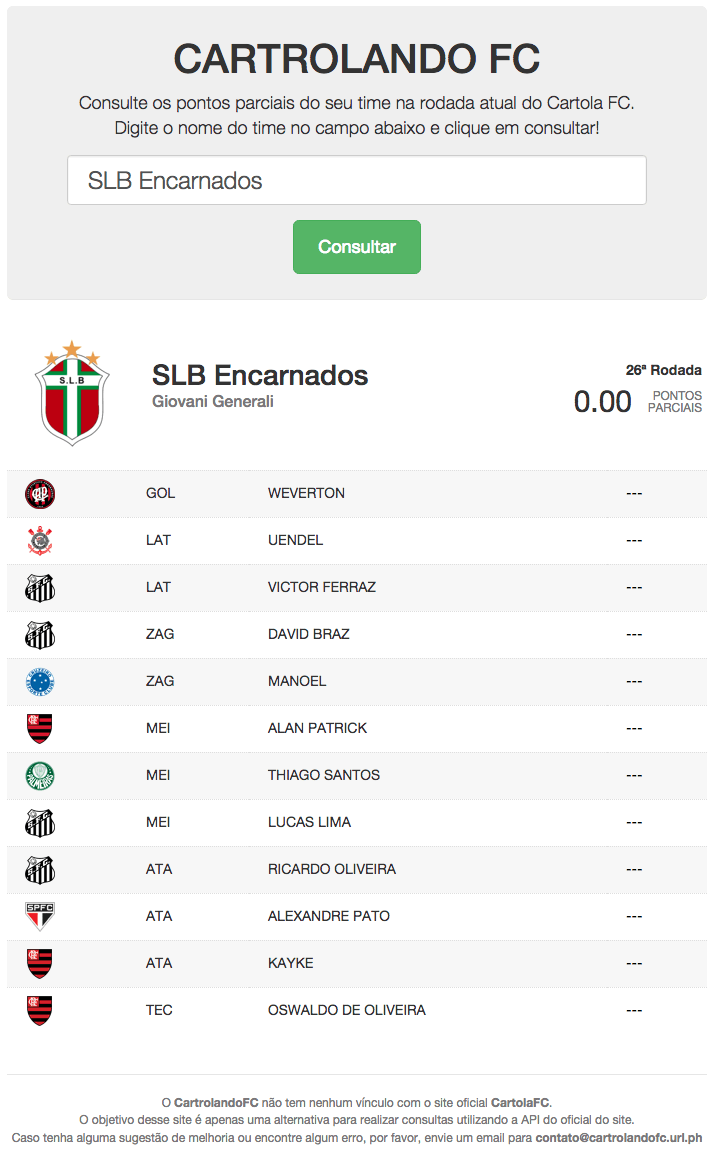 CARTROLANDO FC
Consulte os pontos parciais do seu time na rodada atual do Cartola FC.
Digite o nome do time no campo abaixo e clique em consultar!
SLB Encarnados
Consultar
S.L.B
SLB Encarnados
Giovani Generali
26ª Rodada
0.00 PONTOS PARCIAIS
GOL WEVERTON ---
LAT UENDEL ---
LAT VICTOR FERRAZ ---
ZAG DAVID BRAZ ---
ZAG MANOEL ---
MEI ALAN PATRICK ---
MEI THIAGO SANTOS ---
MEI LUCAS LIMA ---
ATA RICARDO OLIVEIRA ---
SPFC ATA ALEXANDRE PATO ---
ATA KAYKE ---
TEC OSWALDO DE OLIVEIRA ---
O CartrolandoFC não tem nenhum vínculo com o site oficial CartolaFC.
O objetivo desse site é apenas uma alternativa para realizar consultas utilizando a API do oficial do site.
Caso tenha alguma sugestão de melhoria ou encontre algum erro, por favor, envie um email para contato@cartrolandofc.url.ph